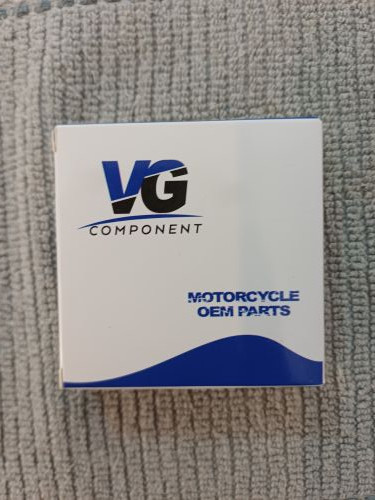 VG
COMPONENT
MOTORCYCLE
OEM PARTS